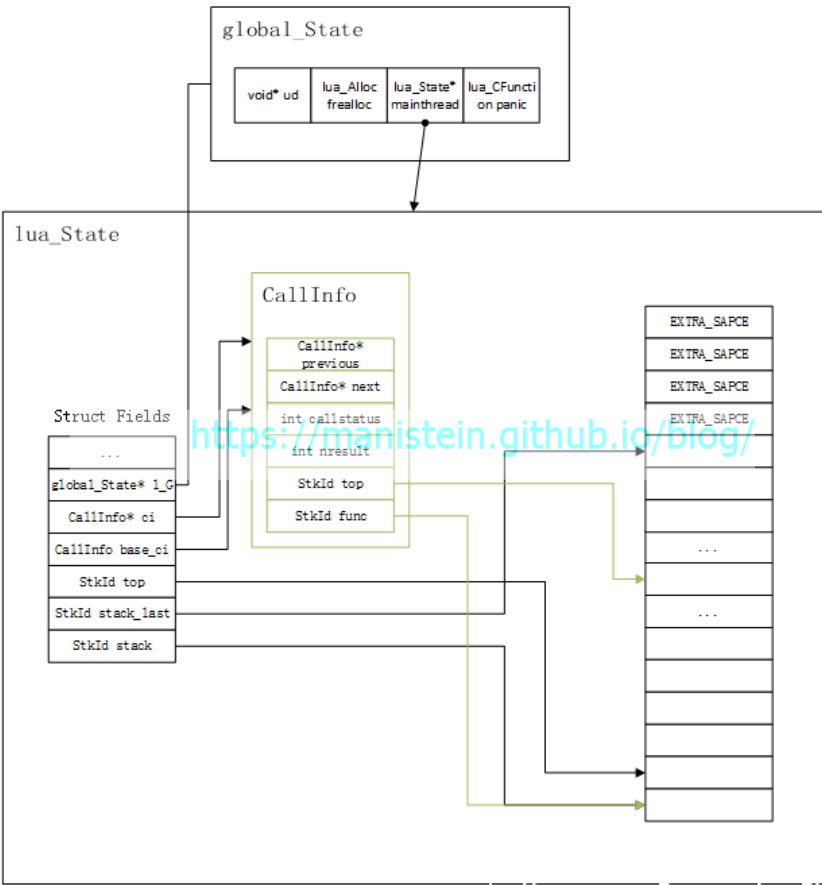 global_State
void* ud
lua_Alloc
frealloc
lua_State*
mainthread
lua_CFuncti
on panic
lua_State
CallInfo
CallInfo*
previous
CallInfo* next
int callstatus
int nresult
StkId top
StkId func
Struct Fields
...
global_State* l_G
CallInfo* ci
CallInfo base_ci
StkId top
StkId stack_last
StkId stack
EXTRA_SAPCE
EXTRA_SAPCE
EXTRA_SAPCE
EXTRA_SAPCE
...
...
https://manistein.github.io/blog/